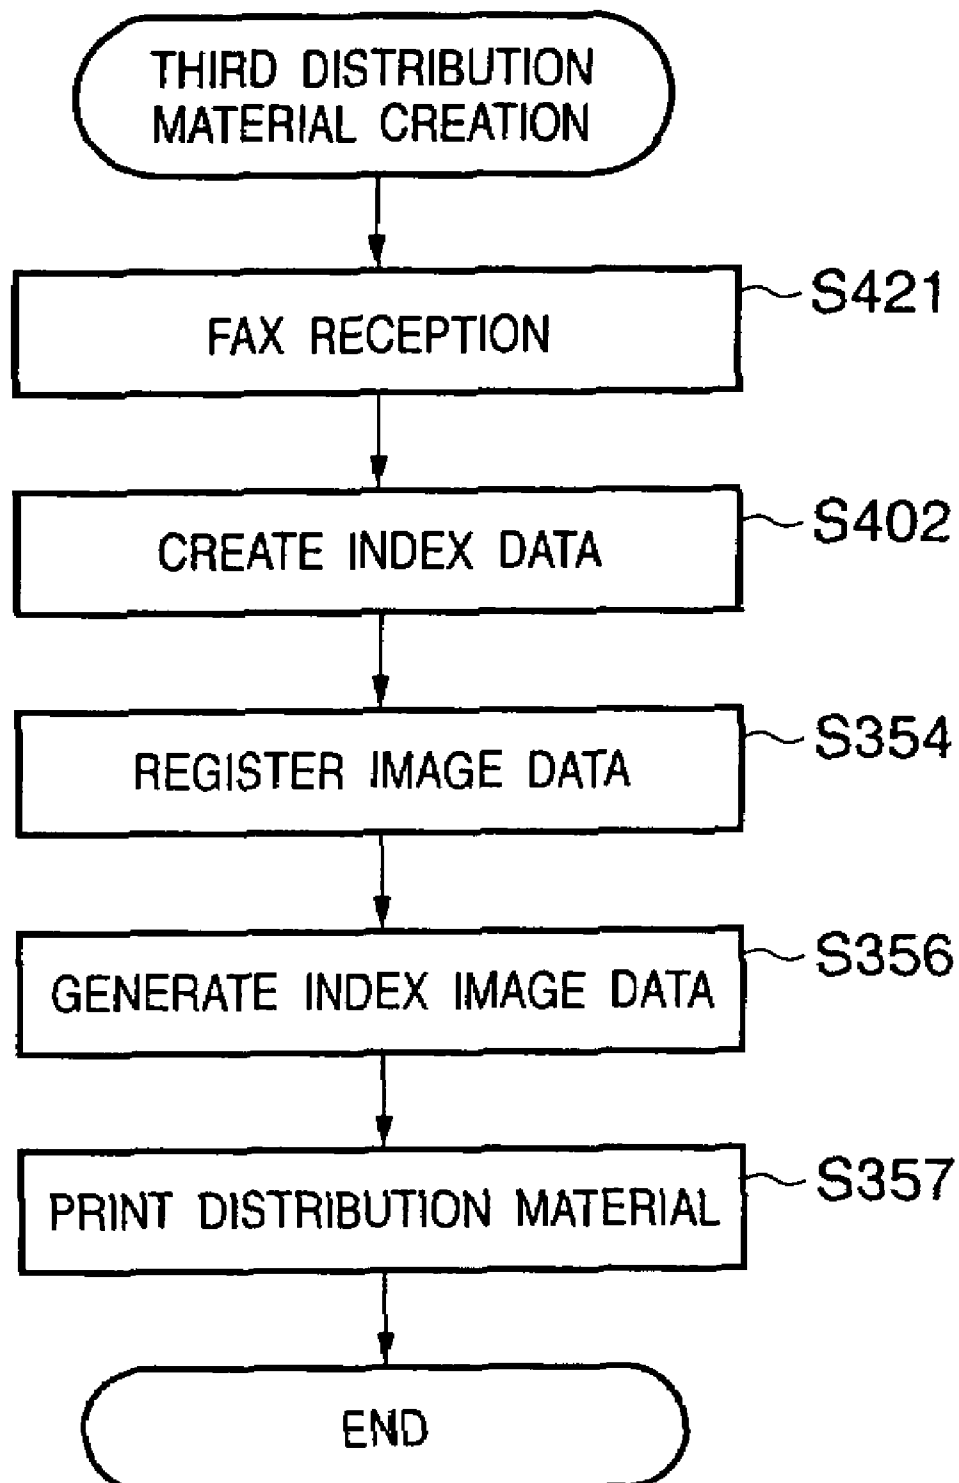 THIRD DISTRIBUTION
MATERIAL CREATION
FAX RECEPTION
S421
CREATE INDEX DATA
S402
REGISTER IMAGE DATA
S354
GENERATE INDEX IMAGE DATA
S356
PRINT DISTRIBUTION MATERIAL
S357
END